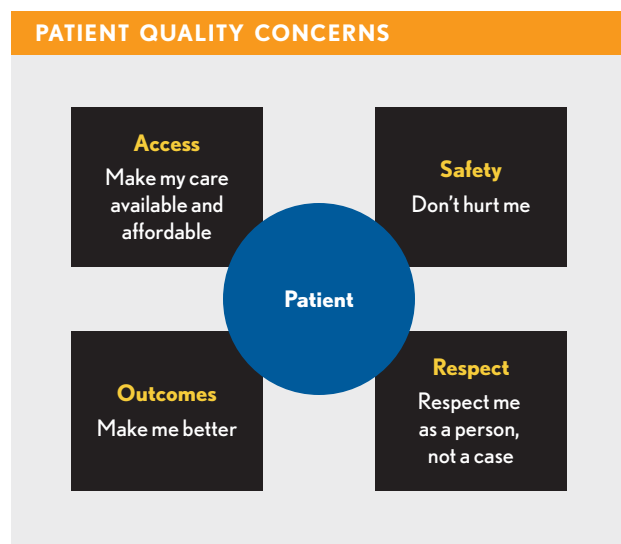 PATIENT QUALITY CONCERNS
Access
Make my care
available and
affordable
Safety
Don't hurt me
Patient
Outcomes
Make me better
Respect
Respect me
as a person,
not a case